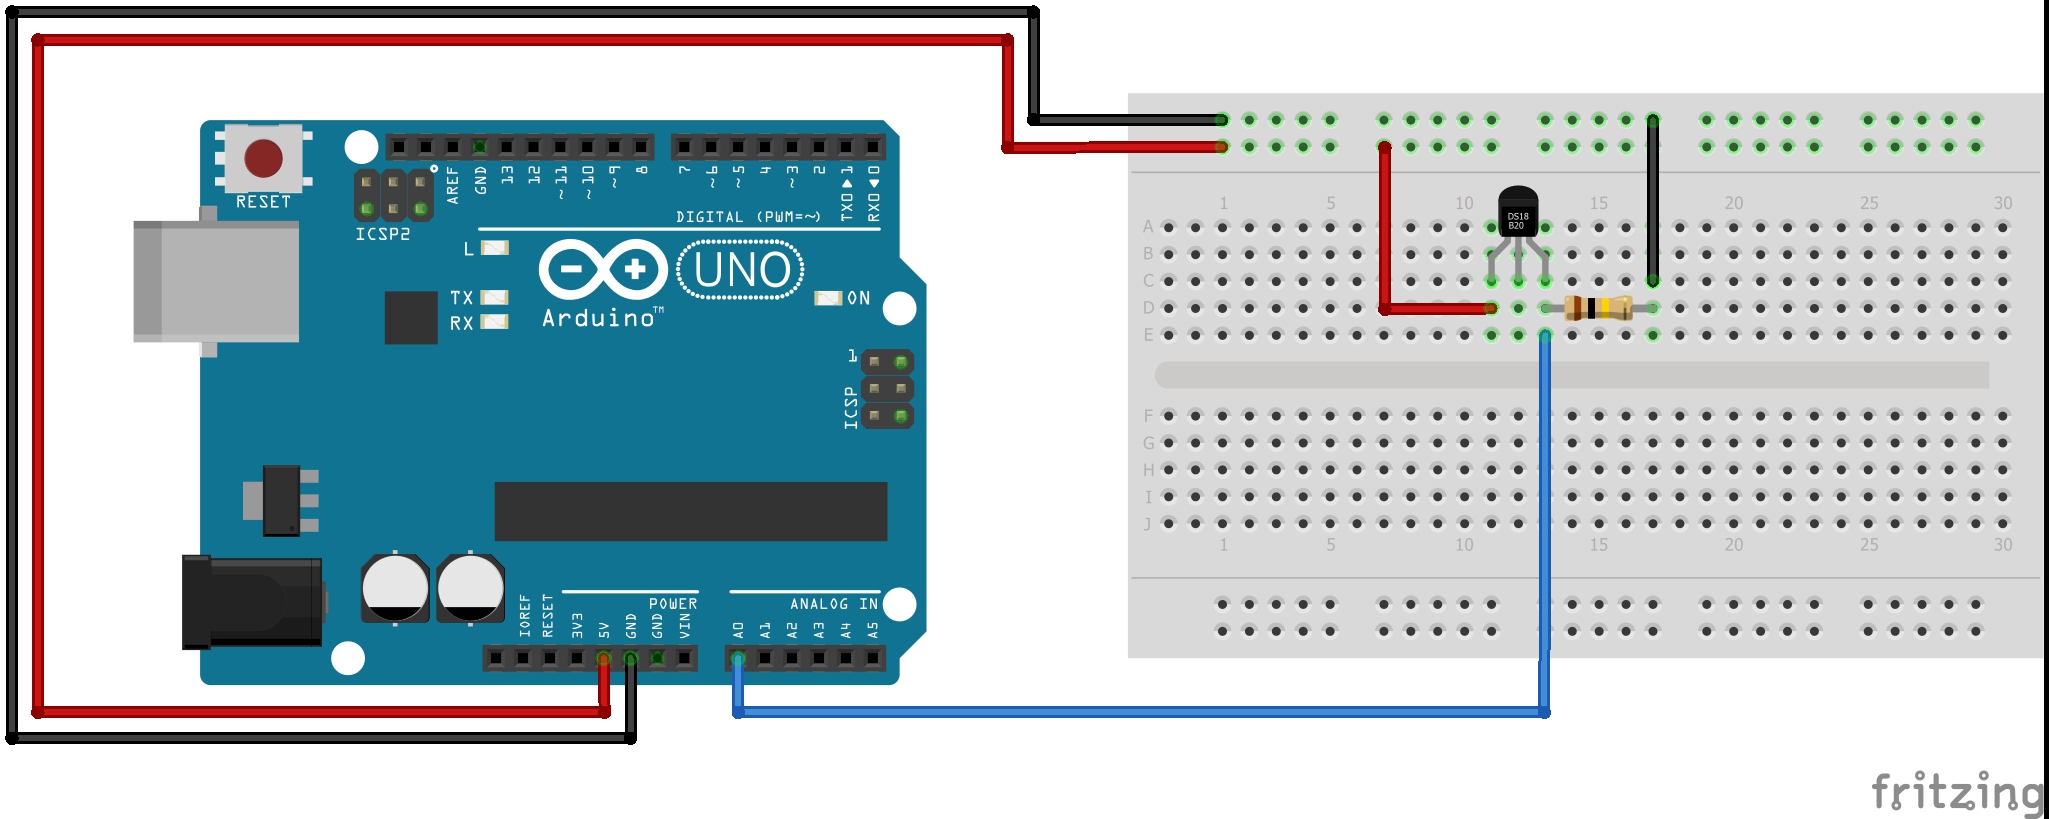 RESET
ICSP2
AREF
GND
13
12
~11
~10
~9
8
7
~6
~5
4
~3
2
TX0▶1
RX0◀0
DIGITAL (PWM=~)
L
TX
RX
UNO
ON
Arduino™
1
ICSP
IOREF
RESET
3V3
5V
GND
GND
VIN
POWER
ANALOG IN
A0
A1
A2
A3
A4
A5
1 5 10 15 20 25 30
DS18
B20
A
B
C
D
E
F
G
H
I
J
1 5 10 15 20 25 30
fritzing